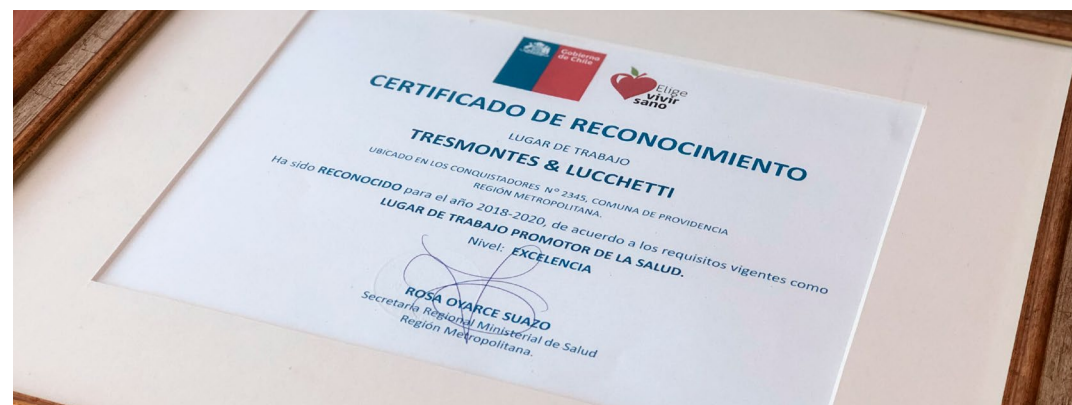 Gobierno
de Chile
Elige
vivir
sano
CERTIFICADO DE RECONOCIMIENTO
LUGAR DE TRABAJO
TRESMONTES & LUCCHETTI
UBICADO EN LOS CONQUISTADORES N° 2345, COMUNA DE PROVIDENCIA
REGIÓN METROPOLITANA.
Ha sido RECONOCIDO para el año 2018-2020, de acuerdo a los requisitos vigentes como
LUGAR DE TRABAJO PROMOTOR DE LA SALUD.
Nivel: EXCELENCIA
ROSA OYARCE SUAZO
Secretaria Regional Ministerial de Salud
Región Metropolitana.